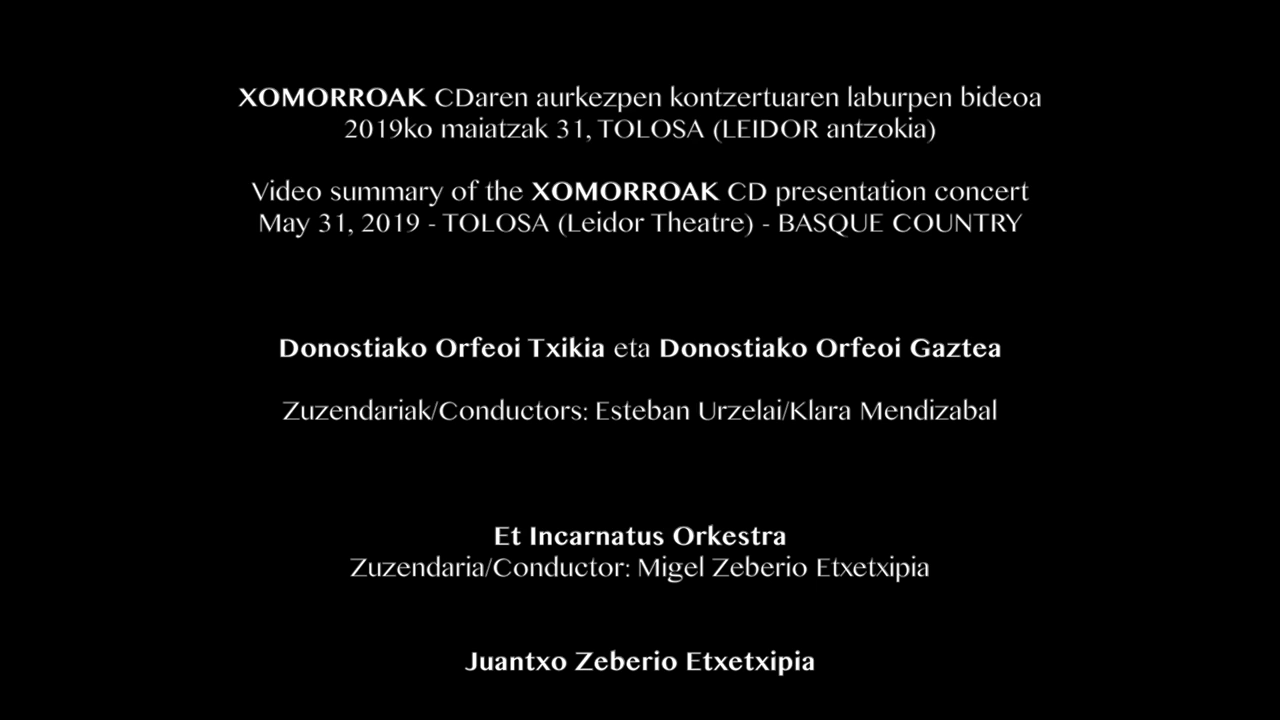 XOMORROAK CDaren aurkezpen kontzertuaren laburpen bideoa
2019ko maiatzak 31, TOLOSA (LEIDOR antzokia)
Video summary of the XOMORROAK CD presentation concert
May 31, 2019 - TOLOSA (Leidor Theatre) - BASQUE COUNTRY
Donostiako Orfeoi Txikia eta Donostiako Orfeoi Gaztea
Zuzendariak/Conductors: Esteban Urzelai/Klara Mendizabal
Et Incarnatus Orkestra
Zuzendaria/Conductor: Migel Zeberio Etxetxipia
Juantxo Zeberio Etxetxipia